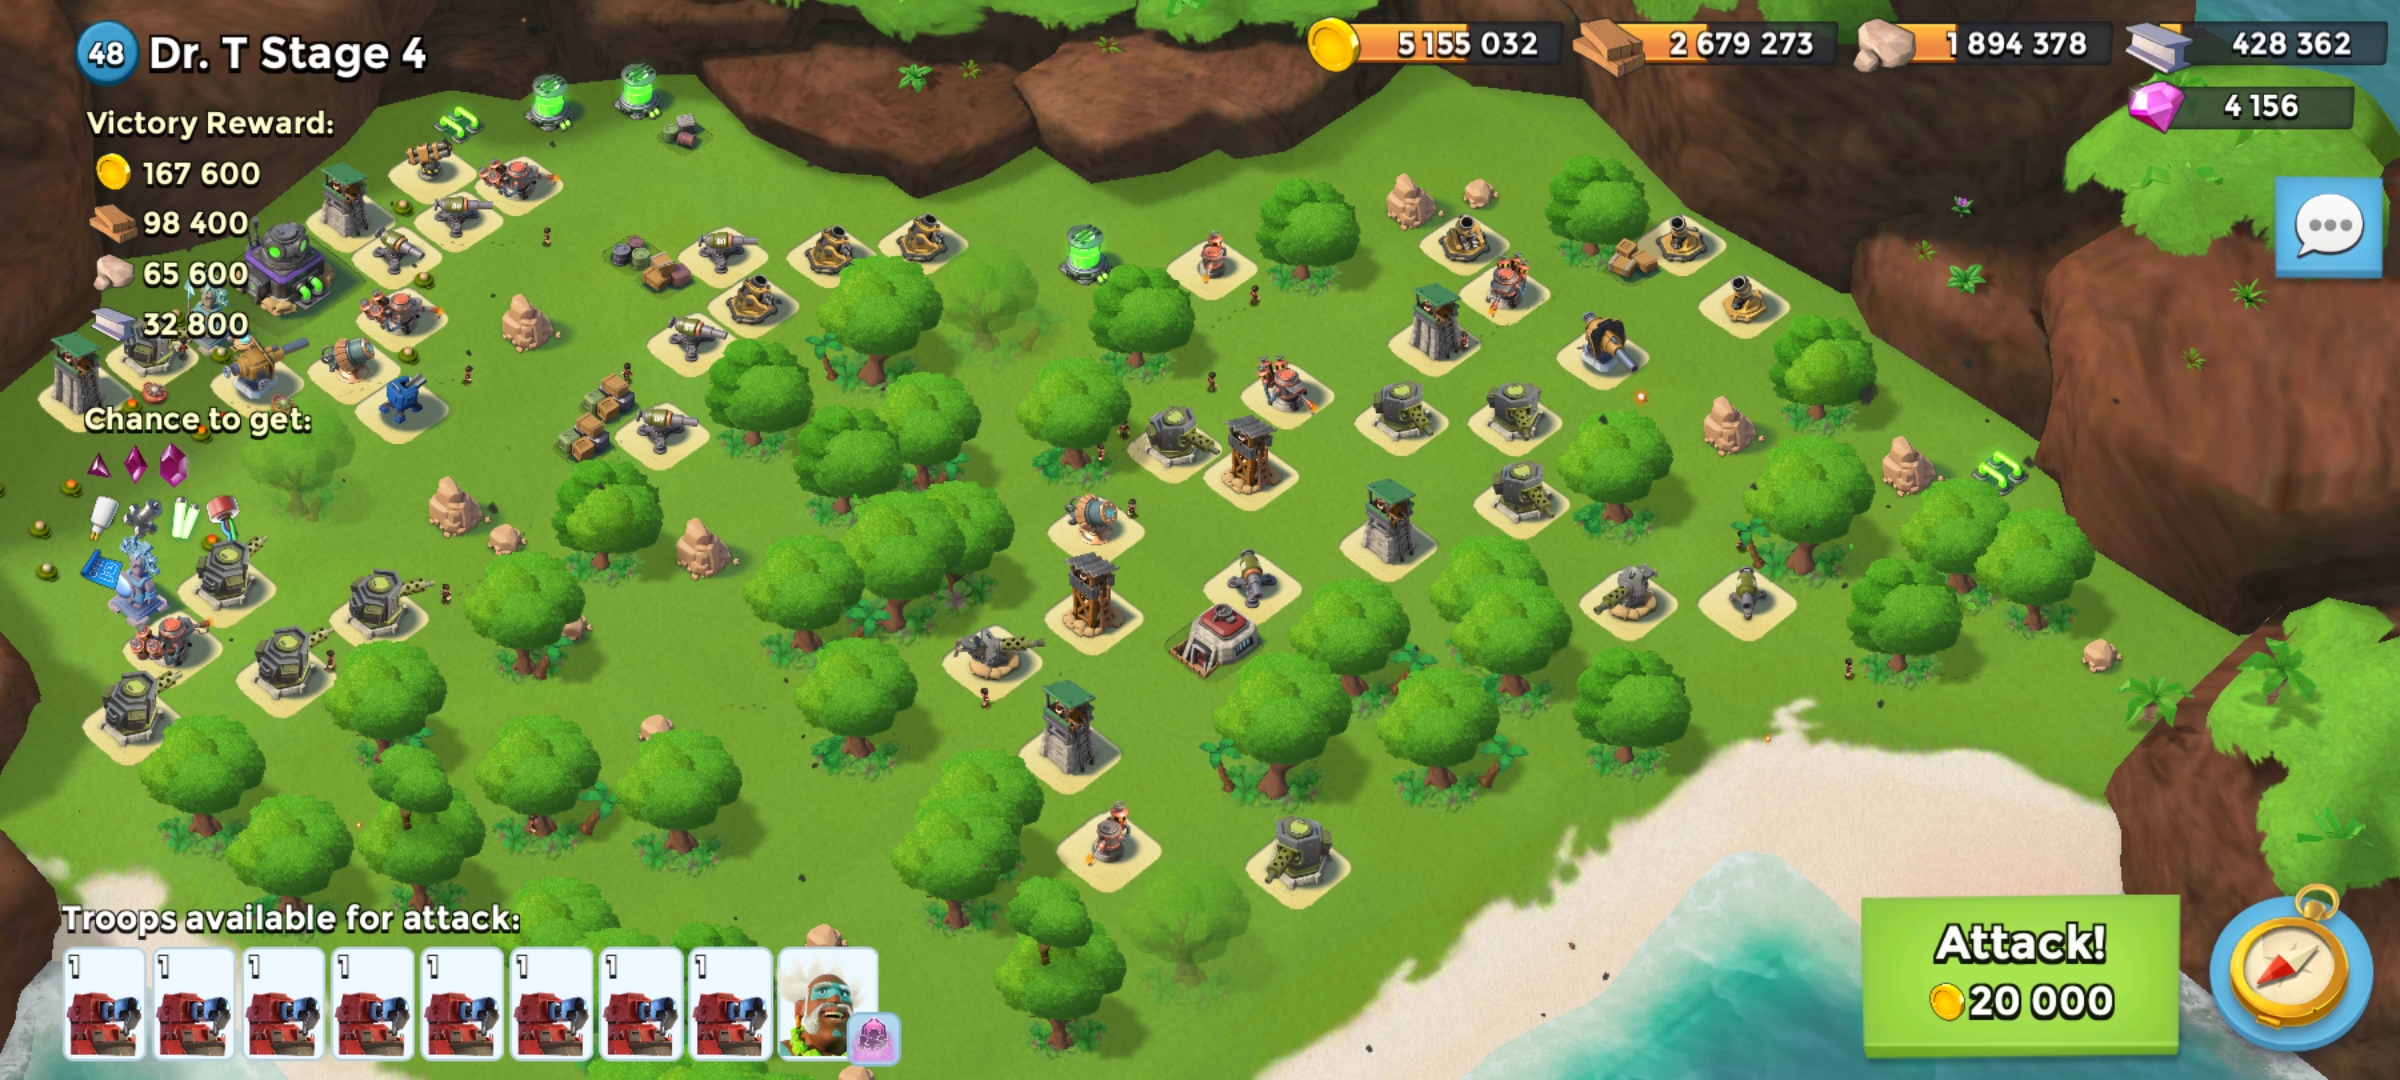 48 Dr. T Stage 4
5 155 032
2 679 273
1 894 378
428 362
4 156
Victory Reward:
167 600
98 400
65 600
32 800
Chance to get:
Troops available for attack:
1 1 1 1 1 1 1 1
Attack!
20 000